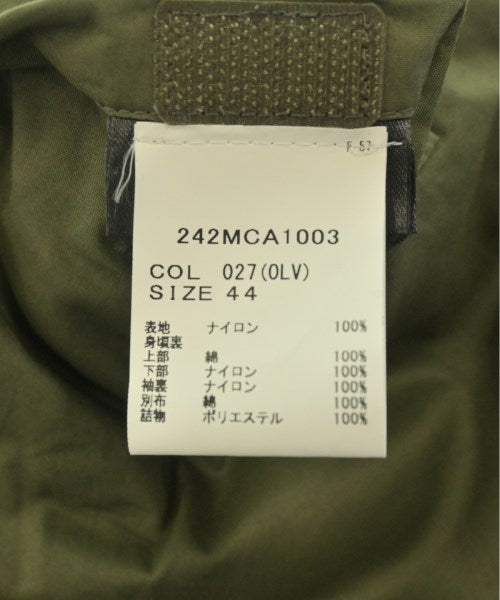 F-57
242MCA1003
COL 027(OLV)
SIZE 44
表地 ナイロン 100%
身頃裏
上部 綿 100%
下部 ナイロン 100%
袖裏 ナイロン 100%
別布 綿 100%
詰物 ポリエステル 100%